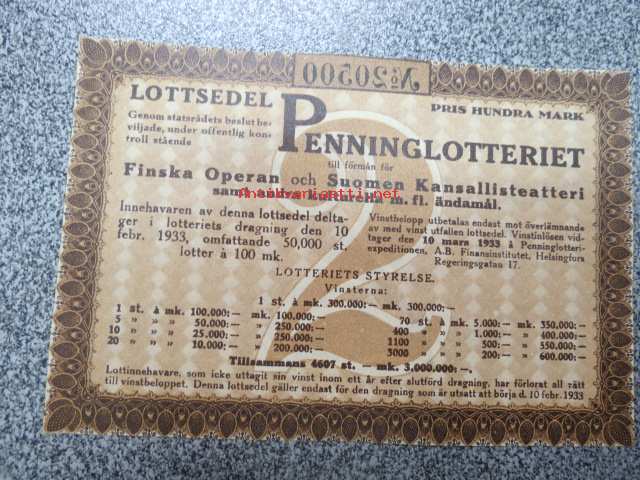 №20500
LOTTSEDEL
PRIS HUNDRA MARK
Genom statsrådets beslut be-
viljade, under offentlig kon-
troll stående
PENNINGLOTTERIET
till förmån för
Finska Operan och Suomen Kansallisteatteri
samt andra kulturella m. fl. ändamål.
Antikvariaatti.net
Innehavaren av denna lottsedel delta-
ger i lotteriets dragning den 10
febr. 1933, omfattande 50,000 st.
lotter à 100 mk.
Vinstbelopp utbetalas endast mot överlämnande
av med vinst utfallen lottsedel. Vinstinlösen vid-
tager den 10 mars 1933 å Penninglotteri-
expeditionen, A.B. Finansinstitutet, Helsingfors
Regeringsgatan 17.
LOTTERIETS STYRELSE.
Vinsterna:
1 st. à mk. 300.000:— mk. 300.000:—
1 st. à mk. 100.000:— mk. 100.000:—
5 „ „ „ 50.000:— „ 250.000:—
10 „ „ „ 25.000:— „ 250.000:—
20 „ „ „ 10.000:— „ 200.000:—
70 st. à mk. 5.000:— mk. 350,000:—
400 „ „ „ 1.000:— „ 400,000:—
1100 „ „ „ 500:— „ 550.000:—
3000 „ „ „ 200:— „ 600.000:—
Tillsammans 4607 st. — mk. 3,000.000:—.
Lottinnehavare, som icke uttagit sin vinst inom ett år efter slutförd dragning, har förlorat all rätt
till vinstbeloppet. Denna lottsedel gäller endast för den dragning som är utsatt att börja d. 10 febr. 1933
2